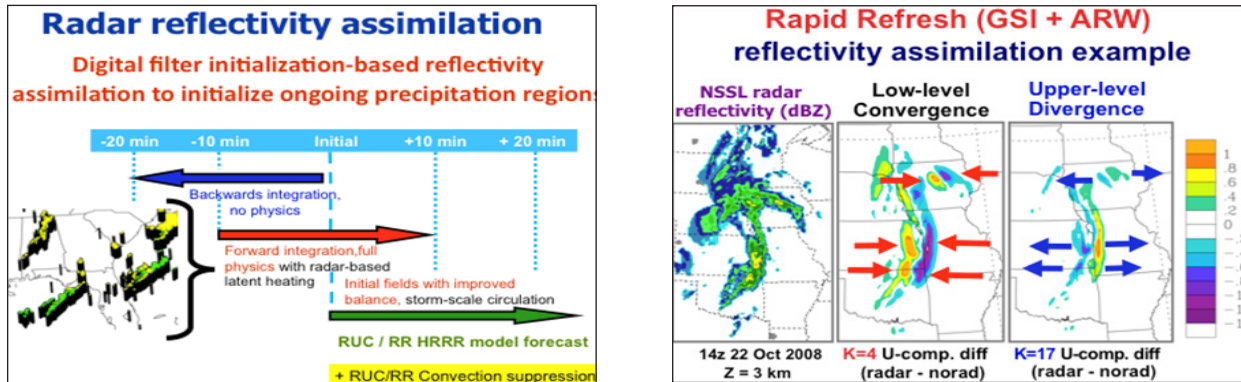 Radar reflectivity assimilation
Digital filter initialization-based reflectivity
assimilation to initialize ongoing precipitation regions
-20 min -10 min Initial +10 min + 20 min
Backwards integration,
no physics
Forward integration,full
physics with radar-based
latent heating
Initial fields with improved
balance, storm-scale circulation
RUC / RR HRRR model forecast
+ RUC/RR Convection suppression
Rapid Refresh (GSI + ARW)
reflectivity assimilation example
NSSL radar
reflectivity (dBZ)
Low-level
Convergence
Upper-level
Divergence
14z 22 Oct 2008
Z = 3 km
K=4 U-comp. diff
(radar - norad)
K=17 U-comp. diff
(radar - norad)
1
.8
.6
.4
.2
0